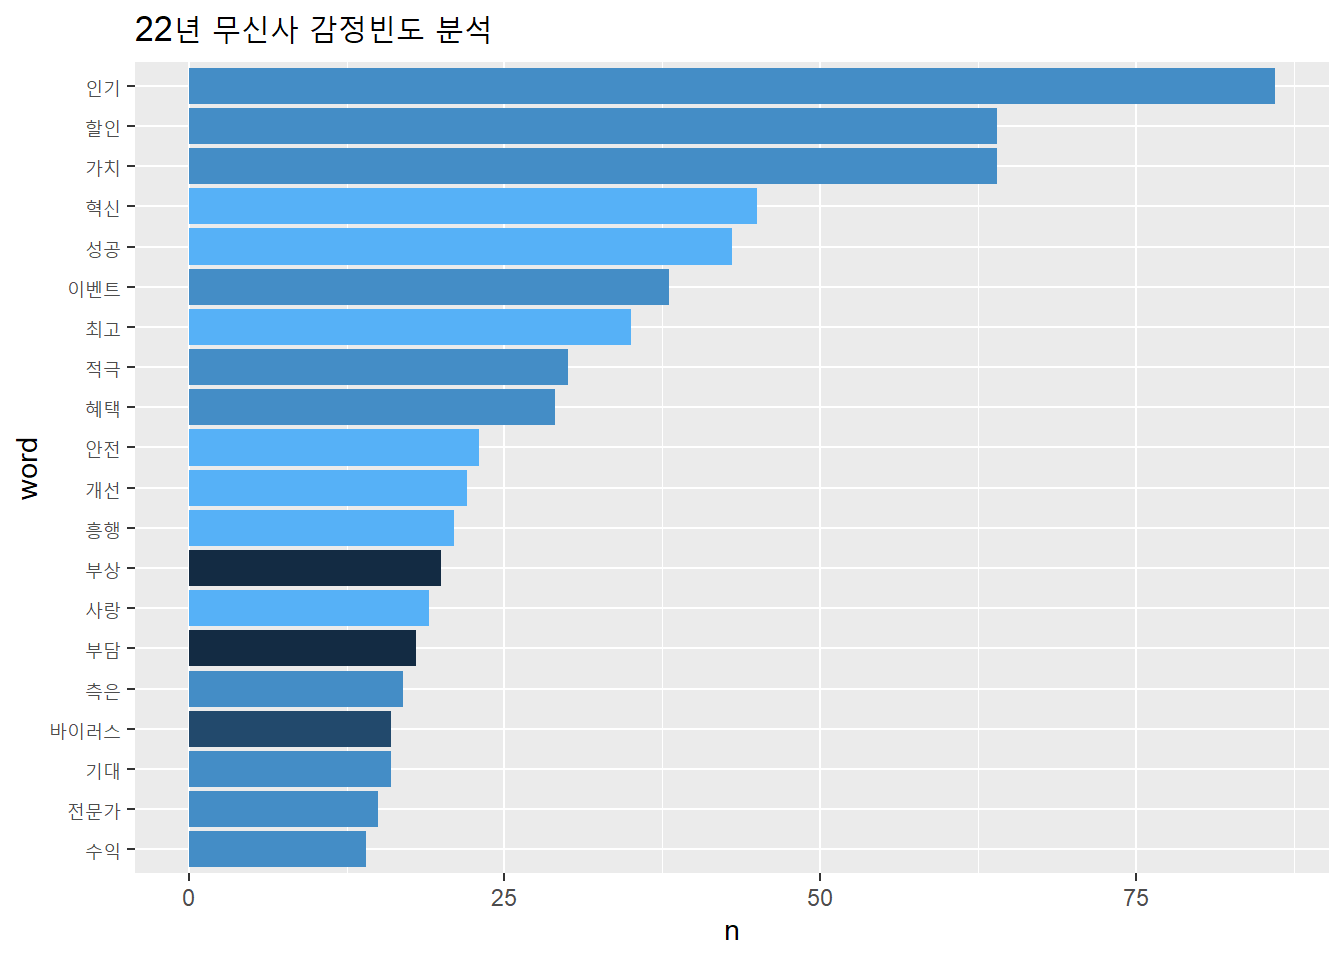 22년 무신사 감정빈도 분석
word
인기
할인
가치
혁신
성공
이벤트
최고
적극
혜택
안전
개선
흥행
부상
사랑
부담
측은
바이러스
기대
전문가
수익
0 25 50 75
n